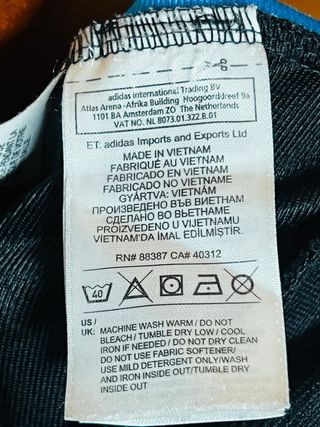 adidas International Trading BV
Atlas Arena -Afrika Building Hoogoorddreef 9a
1101 BA Amsterdam ZO The Netherlands
VAT NO. NL 8073.01.322.B.01
ET: adidas Imports and Exports Ltd
MADE IN VIETNAM
FABRIQUÉ AU VIETNAM
FABRICADO EN VIETNAM
FABRICADO NO VIETNAME
GYÁRTVA: VIETNÁM
ПРОИЗВЕДЕНО ВЪВ ВИЕТНАМ
СДЕЛАНО ВО ВЬЕТНАМЕ
PROIZVEDENO U VIJETNAMU
VIETNAM'DA İMAL EDİLMİŞTİR.
RN# 88387 CA# 40312
40
US /
UK: MACHINE WASH WARM / DO NOT
BLEACH / TUMBLE DRY LOW / COOL
IRON IF NEEDED / DO NOT DRY CLEAN
DO NOT USE FABRIC SOFTENER/
USE MILD DETERGENT ONLY/WASH
AND IRON INSIDE OUT/TUMBLE DRY
INSIDE OUT